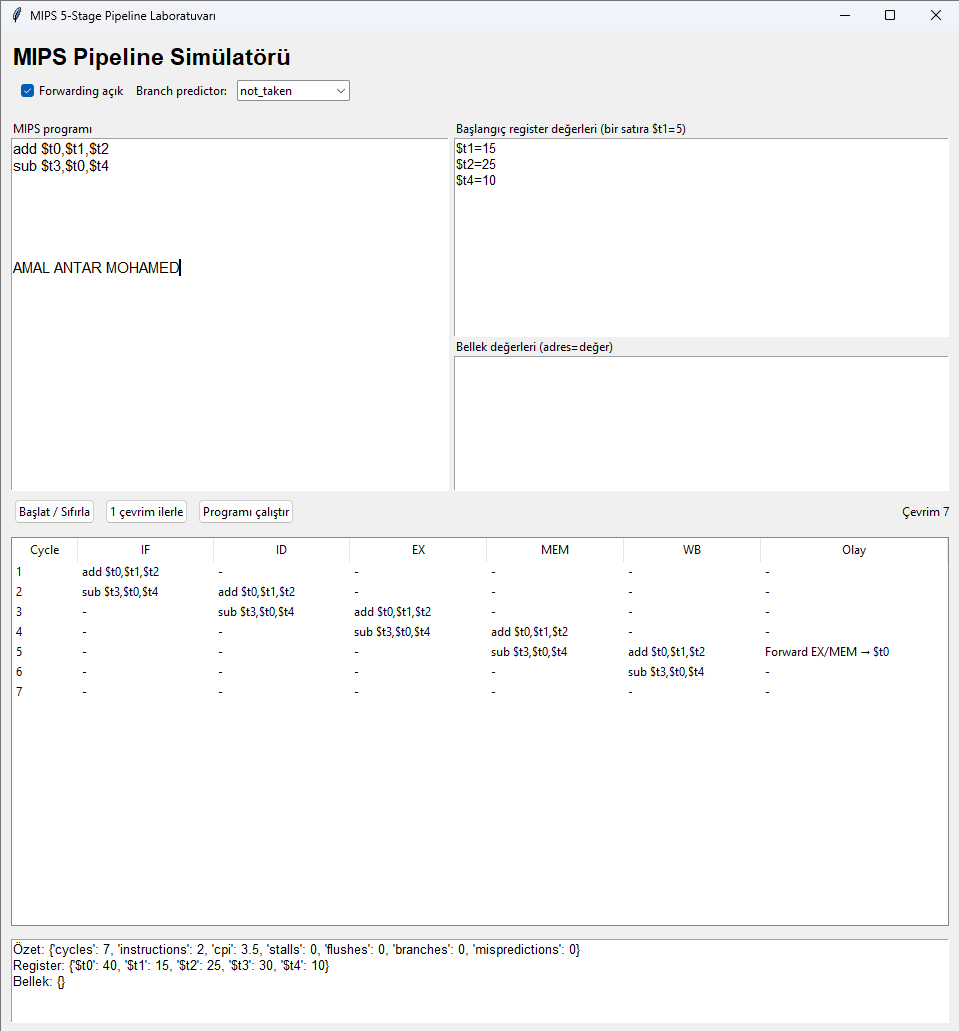 MIPS 5-Stage Pipeline Laboratuvarı
MIPS Pipeline Simülatörü
Forwarding açık Branch predictor: not_taken
MIPS programı
add $t0,$t1,$t2
sub $t3,$t0,$t4
AMAL ANTAR MOHAMED
Başlangıç register değerleri (bir satıra $t1=5)
$t1=15
$t2=25
$t4=10
Bellek değerleri (adres=değer)
Başlat / Sıfırla 1 çevrim ilerle Programı çalıştır Çevrim 7
Cycle IF ID EX MEM WB Olay
1 add $t0,$t1,$t2 - - - - -
2 sub $t3,$t0,$t4 add $t0,$t1,$t2 - - - -
3 - sub $t3,$t0,$t4 add $t0,$t1,$t2 - - -
4 - - sub $t3,$t0,$t4 add $t0,$t1,$t2 - -
5 - - - sub $t3,$t0,$t4 add $t0,$t1,$t2 Forward EX/MEM → $t0
6 - - - - sub $t3,$t0,$t4 -
7 - - - - - -
Özet: {'cycles': 7, 'instructions': 2, 'cpi': 3.5, 'stalls': 0, 'flushes': 0, 'branches': 0, 'mispredictions': 0}
Register: {'$t0': 40, '$t1': 15, '$t2': 25, '$t3': 30, '$t4': 10}
Bellek: {}